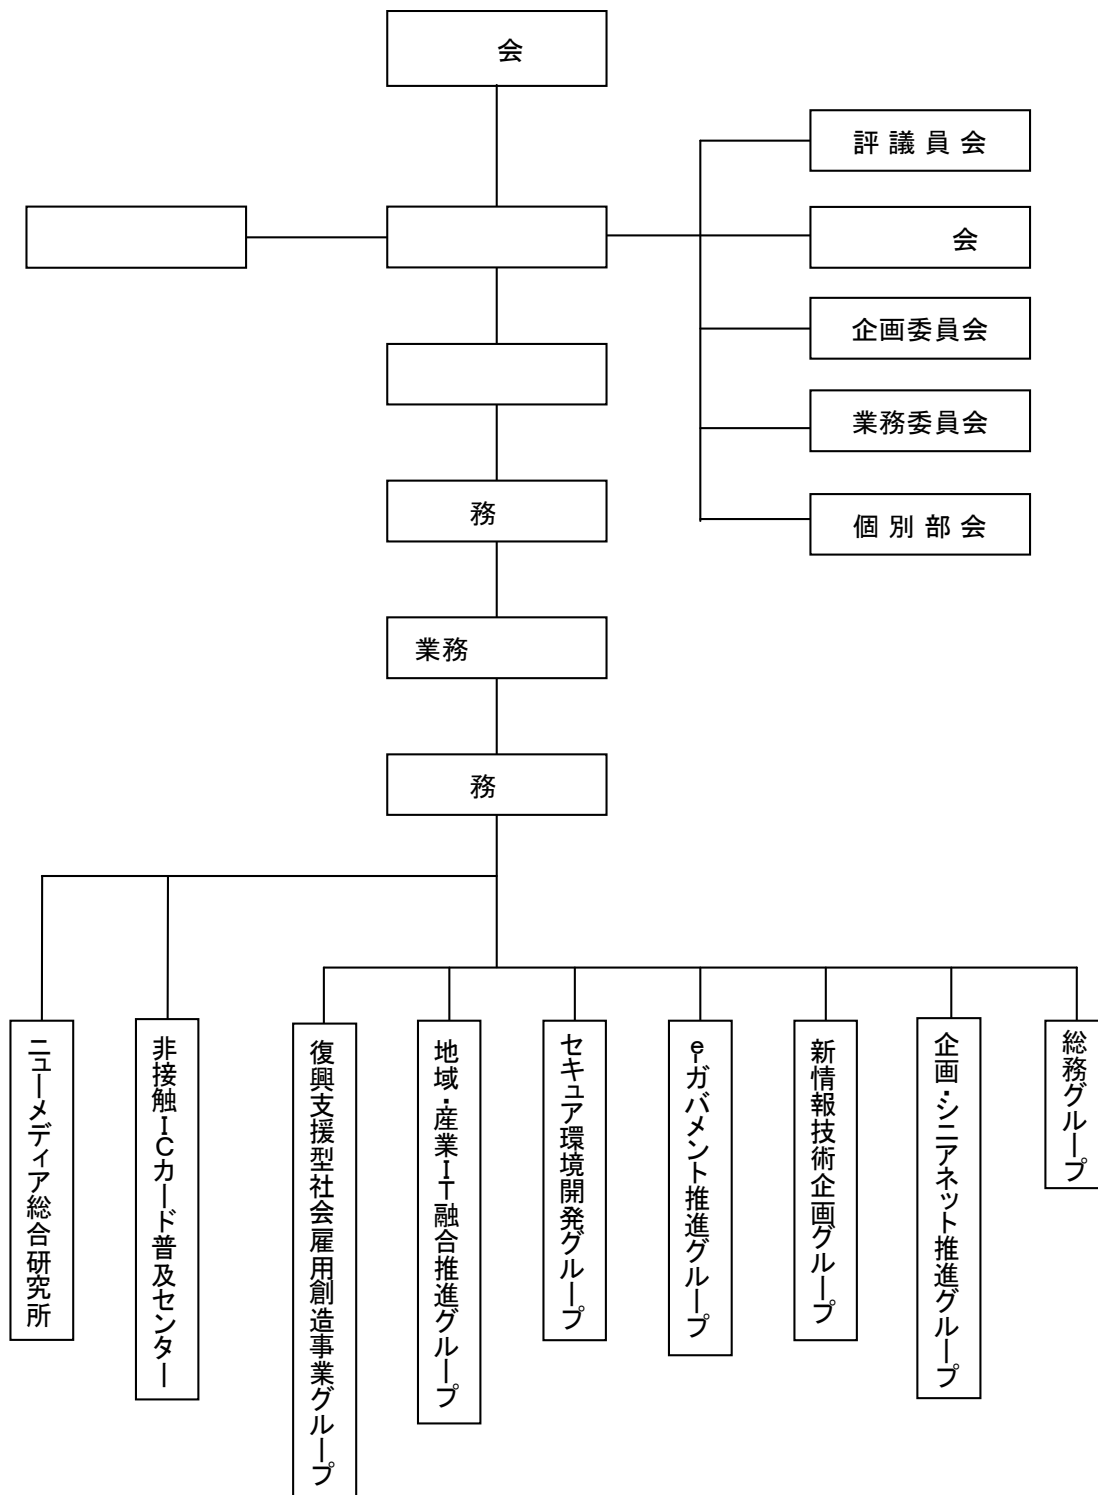 会
評議員会
会
企画委員会
業務委員会
務
個別部会
業務
務
ニューメディア総合研究所
非接触ICカード普及センター
復興支援型社会雇用創造事業グループ
地域・産業IT融合推進グループ
セキュア環境開発グループ
e-ガバメント推進グループ
新情報技術企画グループ
企画・シニアネット推進グループ
総務グループ